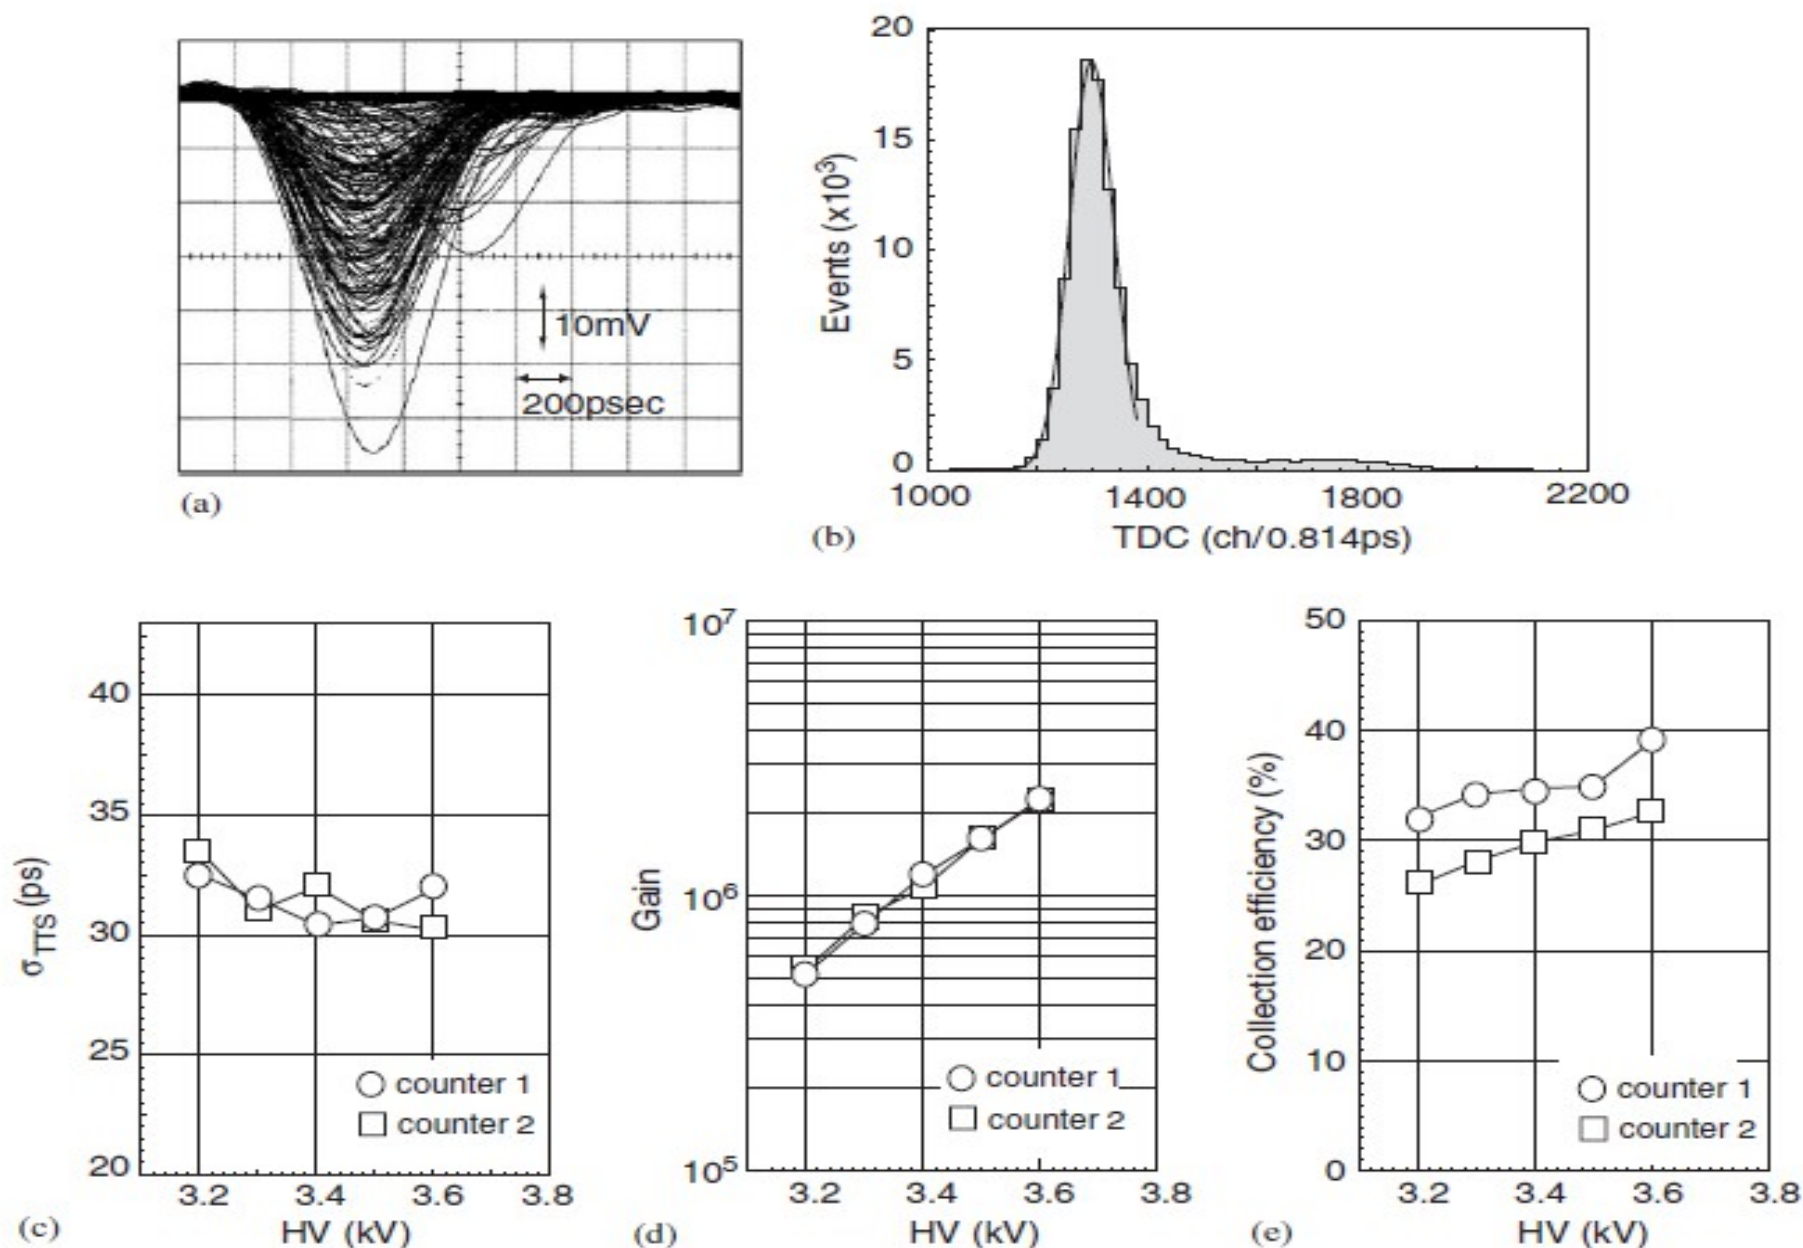 10mV
200psec
(a)
20
15
10
5
0
Events (x10³)
1000 1400 1800 2200
TDC (ch/0.814ps)
(b)
40
35
30
25
20
σTTS (ps)
counter 1
counter 2
3.2 3.4 3.6 3.8
HV (kV)
(c)
10⁷
10⁶
10⁵
Gain
counter 1
counter 2
3.2 3.4 3.6 3.8
HV (kV)
(d)
50
40
30
20
10
0
Collection efficiency (%)
counter 1
counter 2
3.2 3.4 3.6 3.8
HV (kV)
(e)